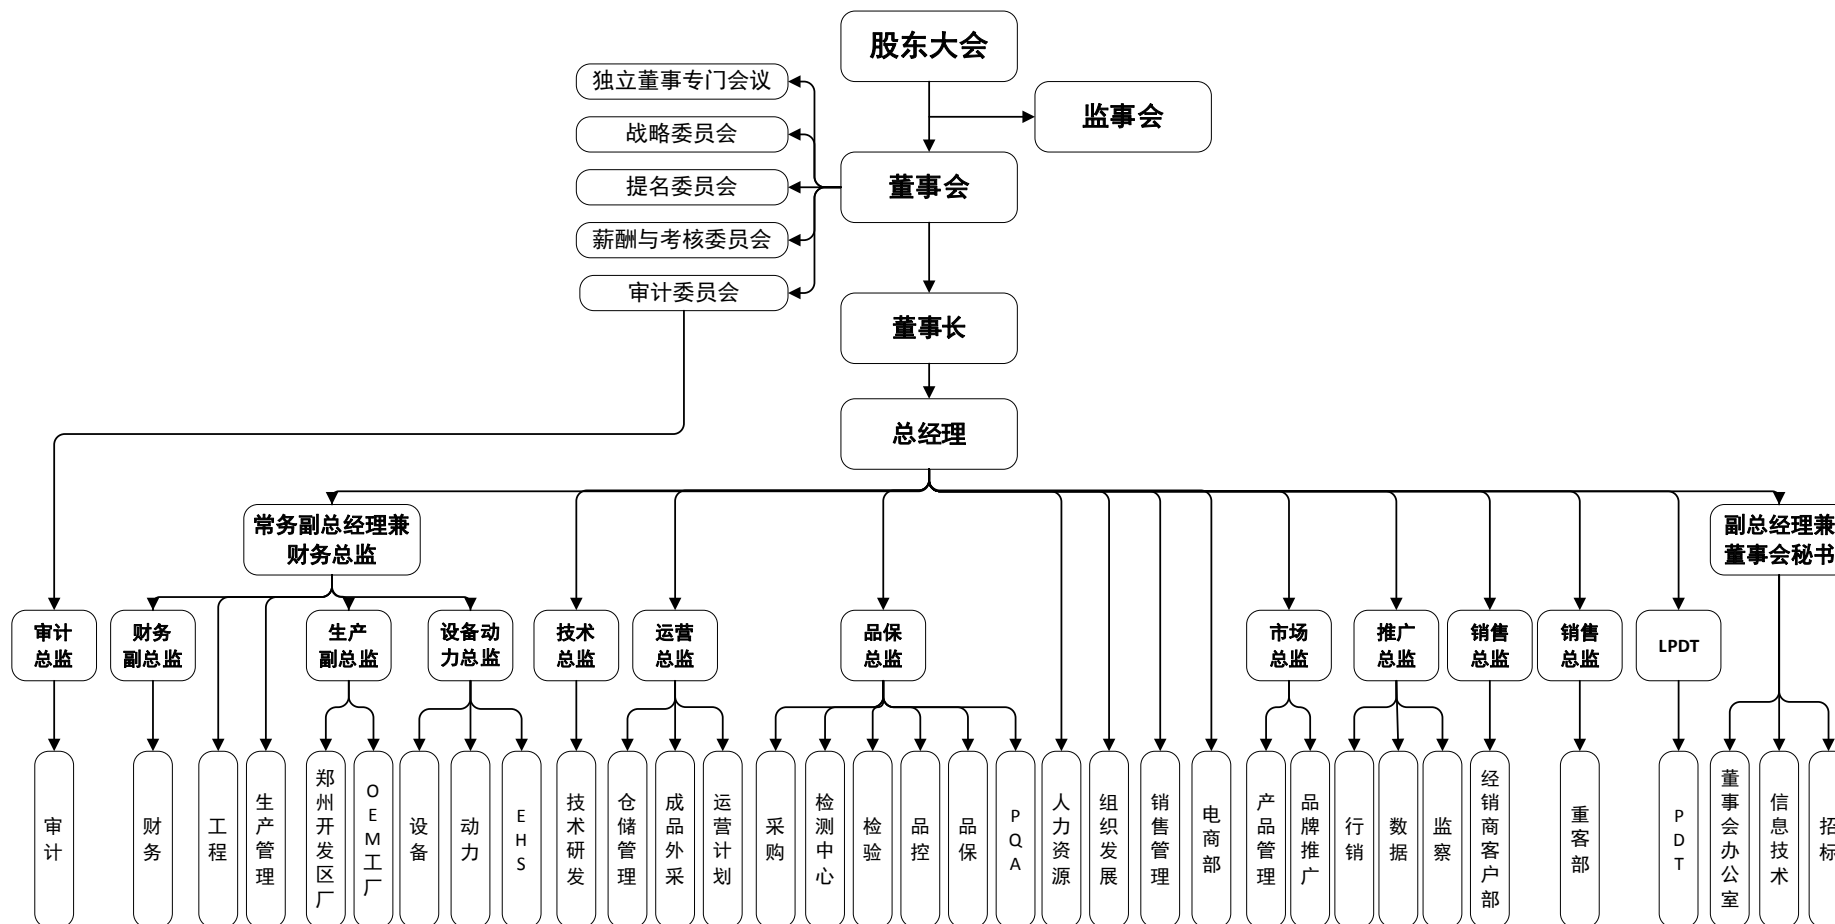 股东大会
独立董事专门会议
监事会
战略委员会
提名委员会
董事会
薪酬与考核委员会
审计委员会
董事长
总经理
常务副总经理兼
财务总监
副总经理兼
董事会秘书
审计
总监
财务
副总监
生产
副总监
设备动
力总监
技术
总监
运营
总监
品保
总监
市场
总监
推广
总监
销售
总监
销售
总监
LPDT
审计
财务
工程
生产管理
郑州开发区厂
OEM工厂
设备
动力
EHS
技术研发
仓储管理
成品外采
运营计划
采购
检测中心
检验
品控
品保
PQA
人力资源
组织发展
销售管理
电商部
产品管理
品牌推广
行销
数据
监察
经销商客户部
重客部
PDT
董事会办公室
信息技术
招标